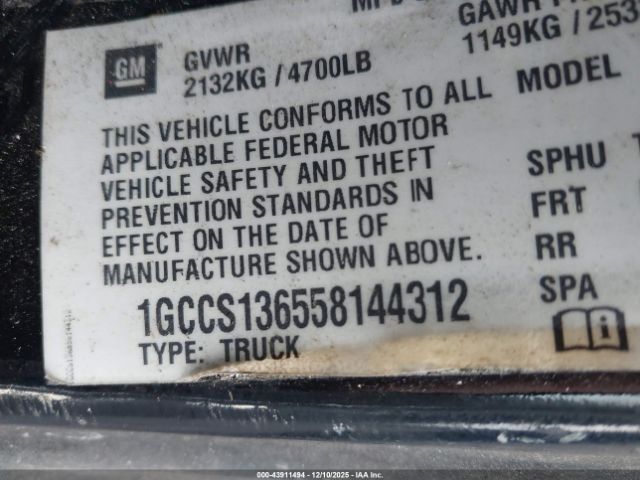 GM
GVWR
2132KG / 4700LB
1149KG / 253
THIS VEHICLE CONFORMS TO ALL
APPLICABLE FEDERAL MOTOR
VEHICLE SAFETY AND THEFT
PREVENTION STANDARDS IN
EFFECT ON THE DATE OF
MANUFACTURE SHOWN ABOVE.
MODEL
SPHU
FRT
RR
SPA
1GCCS136558144312
TYPE: TRUCK
i
000-43911494 - 12/10/2025 - IAA Inc.